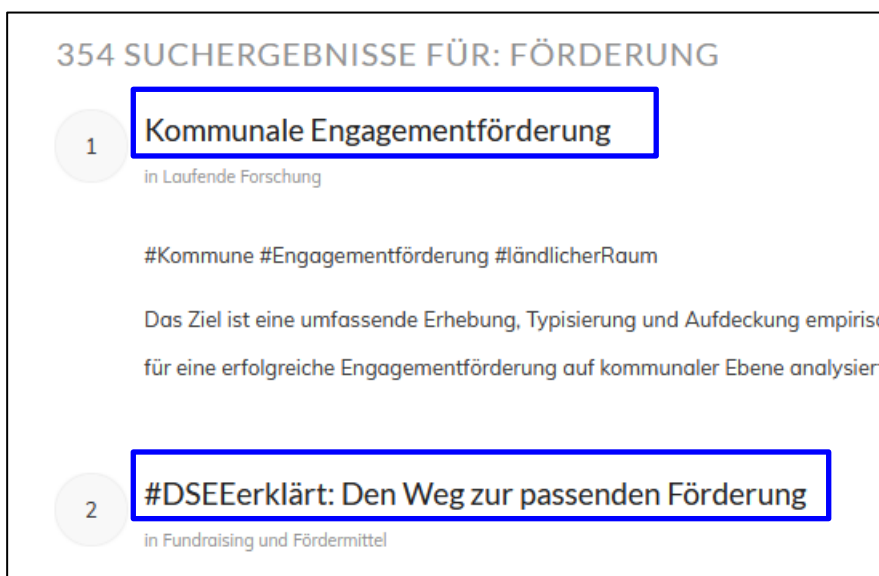 354 SUCHERGEBNISSE FÜR: FÖRDERUNG
1
Kommunale Engagementförderung
in Laufende Forschung
#Kommune #Engagementförderung #ländlicherRaum
Das Ziel ist eine umfassende Erhebung, Typisierung und Aufdeckung
für eine erfolgreiche Engagementförderung auf kommunaler Ebene
2
#DSEEerklärt: Den Weg zur passenden Förderung
in Fundraising und Fördermittel